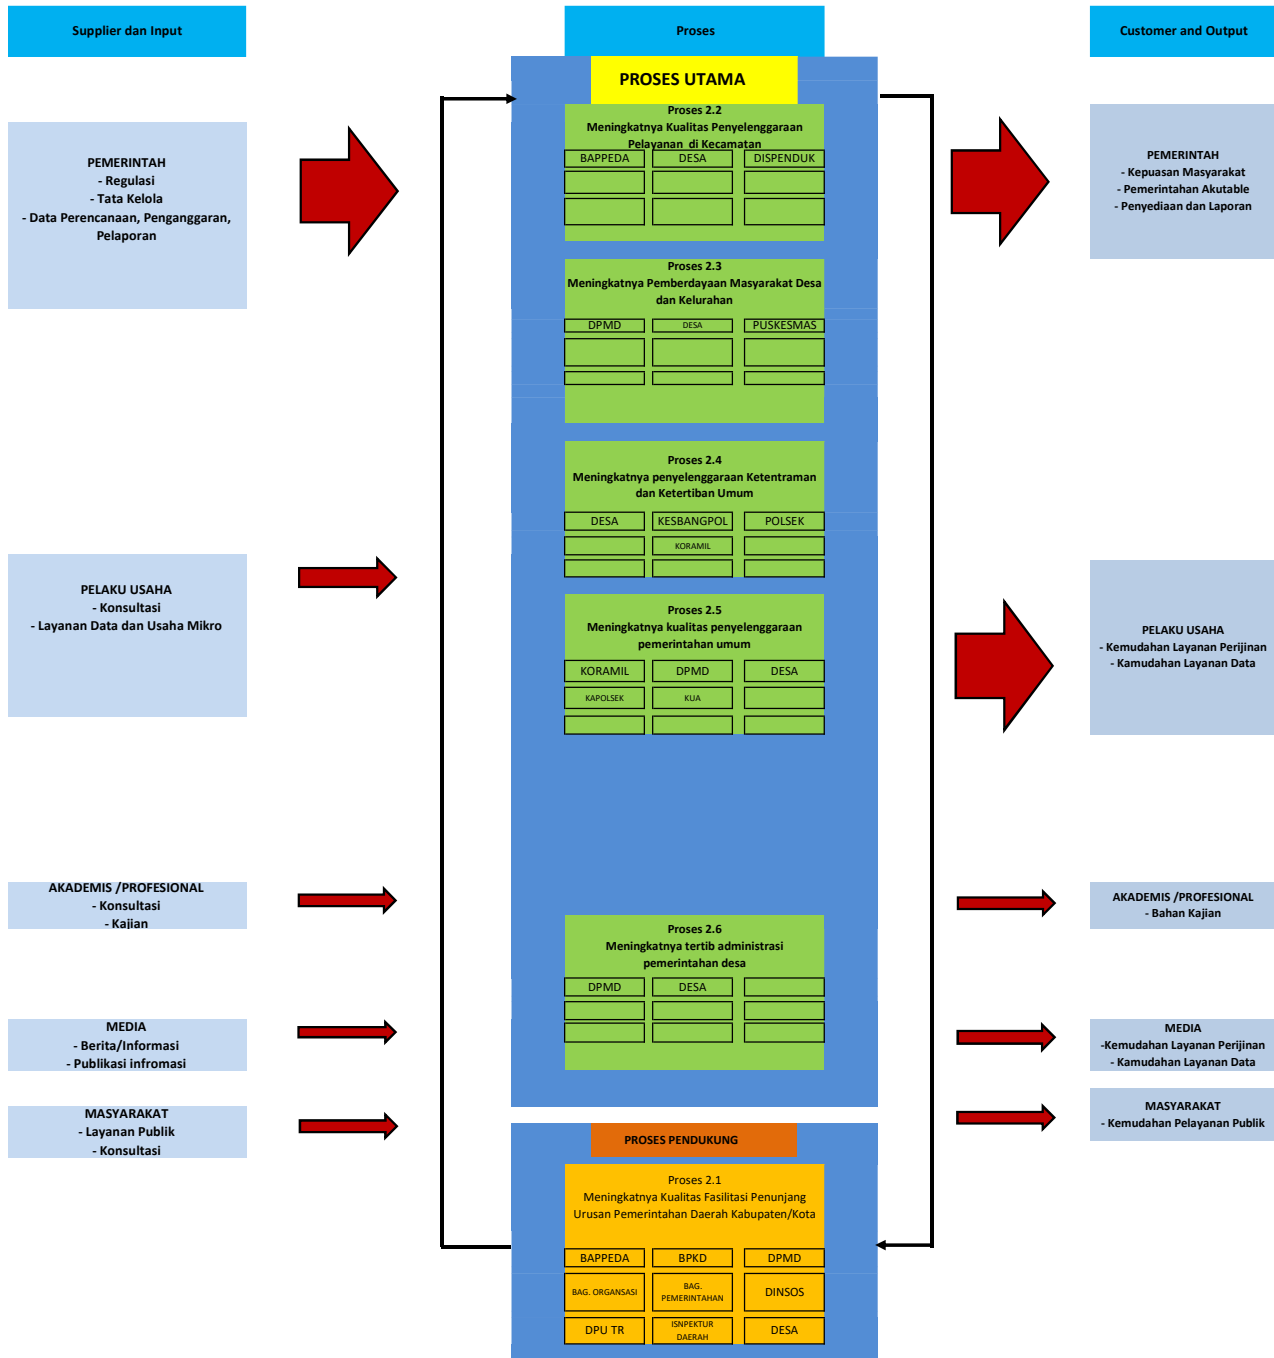 Supplier dan Input
Proses
Customer and Output
PEMERINTAH
- Regulasi
- Tata Kelola
- Data Perencanaan, Penganggaran,
Pelaporan
PELAKU USAHA
- Konsultasi
- Layanan Data dan Usaha Mikro
AKADEMIS /PROFESIONAL
- Konsultasi
- Kajian
MEDIA
- Berita/Informasi
- Publikasi infromasi
MASYARAKAT
- Layanan Publik
- Konsultasi
PROSES UTAMA
Proses 2.2
Meningkatnya Kualitas Penyelenggaraan
Pelayanan di Kecamatan
BAPPEDA
DESA
DISPENDUK
Proses 2.3
Meningkatnya Pemberdayaan Masyarakat Desa
dan Kelurahan
DPMD
DESA
PUSKESMAS
Proses 2.4
Meningkatnya penyelenggaraan Ketentraman
dan Ketertiban Umum
DESA
KESBANGPOL
POLSEK
KORAMIL
Proses 2.5
Meningkatnya kualitas penyelenggaraan
pemerintahan umum
KORAMIL
DPMD
DESA
KAPOLSEK
KUA
Proses 2.6
Meningkatnya tertib administrasi
pemerintahan desa
DPMD
DESA
PROSES PENDUKUNG
Proses 2.1
Meningkatnya Kualitas Fasilitasi Penunjang
Urusan Pemerintahan Daerah Kabupaten/Kota
BAPPEDA
BPKD
DPMD
BAG. ORGANSASI
BAG.
PEMERINTAHAN
DINSOS
DPU TR
ISNPEKTUR
DAERAH
DESA
PEMERINTAH
- Kepuasan Masyarakat
- Pemerintahan Akutable
- Penyediaan dan Laporan
PELAKU USAHA
- Kemudahan Layanan Perijinan
- Kamudahan Layanan Data
AKADEMIS /PROFESIONAL
- Bahan Kajian
MEDIA
-Kemudahan Layanan Perijinan
- Kamudahan Layanan Data
MASYARAKAT
- Kemudahan Pelayanan Publik